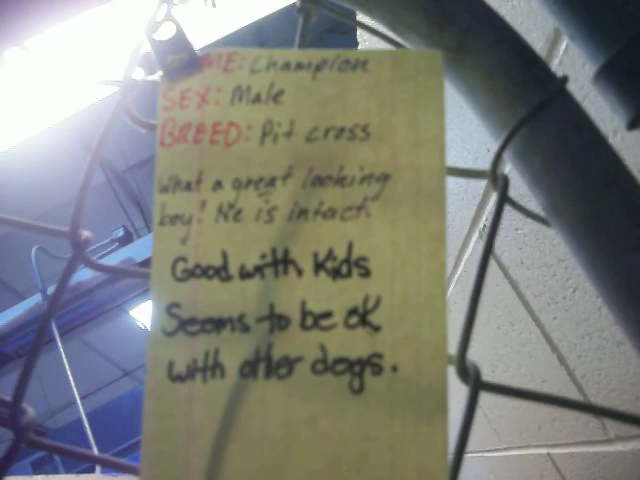 ME: Champion
SEX: Male
BREED: Pit cross
What a great looking
boy! He is intact.
Good with Kids
Seems to be ok
with other dogs.